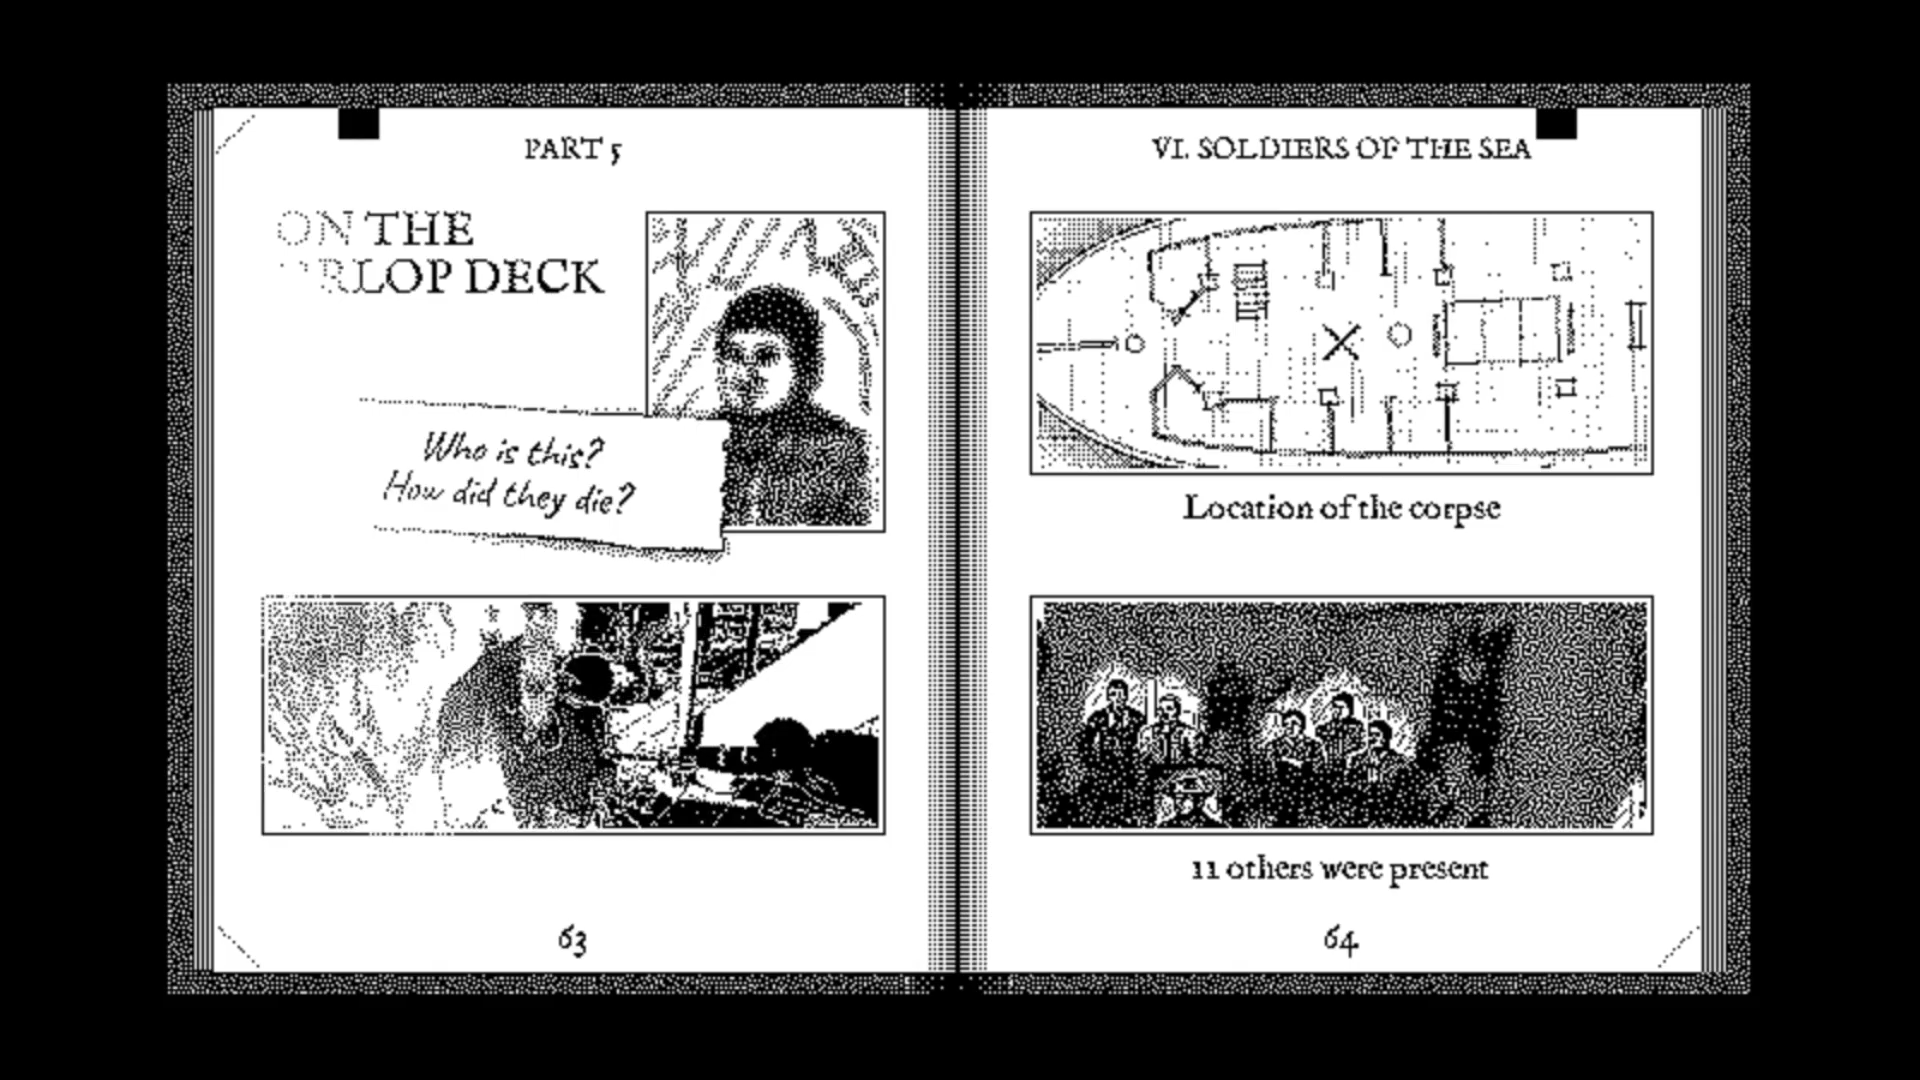 PART 5
ON THE
ORLOP DECK
Who is this?
How did they die?
63
VI. SOLDIERS OF THE SEA
Location of the corpse
11 others were present
64